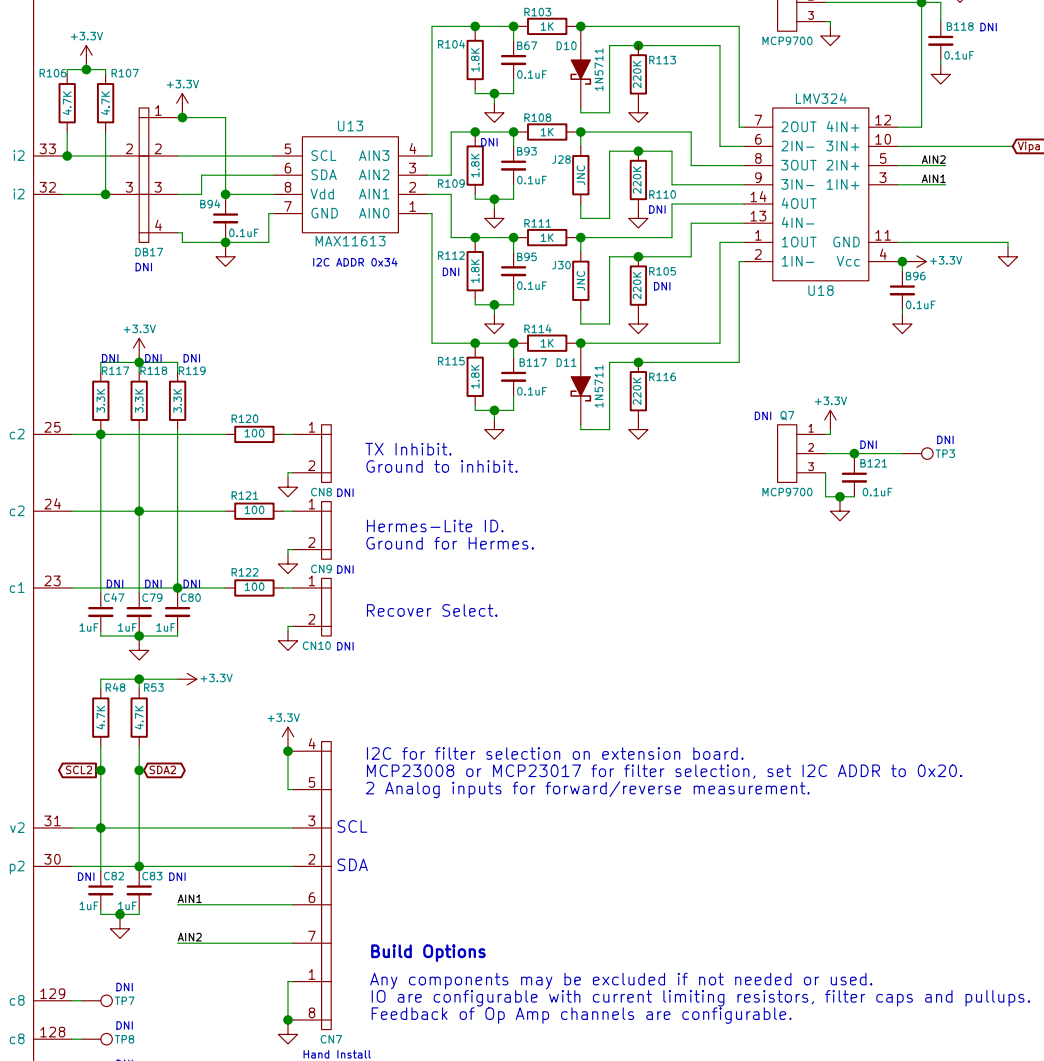 3
MCP9700
B118 DNI
R103
1K
R104
1.8K
B67
0.1uF
D10
1N5711
R113
220K
0.1uF
+3.3V
R106
R107
4.7K
4.7K
+3.3V
1
i2 33
2 2
i2 32
3 3
4
DB17
DNI
B94
0.1uF
U13
5 SCL AIN3 4
6 SDA AIN2 3
8 Vdd AIN1 2
7 GND AIN0 1
MAX11613
I2C ADDR 0x34
R108
1K
DNI
1.8K
R109
B93
0.1uF
J28
JNC
220K
R110
DNI
R111
1K
R112
DNI
1.8K
B95
0.1uF
J30
JNC
220K
R105
DNI
R114
1K
R115
1.8K
B117
0.1uF
D11
1N5711
220K
R116
LMV324
7 2OUT 4IN+ 12
6 2IN- 3IN+ 10
Vipa
8 3OUT 2IN+ 5
AIN2
9 3IN- 1IN+ 3
AIN1
14 4OUT
13 4IN-
1 1OUT GND 11
2 1IN- Vcc 4
+3.3V
U18
B96
0.1uF
+3.3V
DNI DNI DNI
R117 R118 R119
3.3K 3.3K 3.3K
c2 25
R120
100
1
2
CN8 DNI
TX Inhibit.
Ground to inhibit.
c2 24
R121
100
1
2
CN9 DNI
Hermes-Lite ID.
Ground for Hermes.
c1 23
R122
100
1
2
CN10 DNI
Recover Select.
DNI DNI DNI
C47 C79 C80
1uF 1uF 1uF
DNI Q7
+3.3V
1
2
3
MCP9700
DNI
B121
0.1uF
DNI
TP3
+3.3V
R48 R53
4.7K 4.7K
SCL2
SDA2
+3.3V
4
5
v2 31
3 SCL
p2 30
2 SDA
DNI C82 C83 DNI
1uF 1uF
AIN1
6
AIN2
7
1
8
CN7
Hand Install
I2C for filter selection on extension board.
MCP23008 or MCP23017 for filter selection, set I2C ADDR to 0x20.
2 Analog inputs for forward/reverse measurement.
Build Options
Any components may be excluded if not needed or used.
IO are configurable with current limiting resistors, filter caps and pullups.
Feedback of Op Amp channels are configurable.
c8 129
DNI
TP7
c8 128
DNI
TP8
DNI